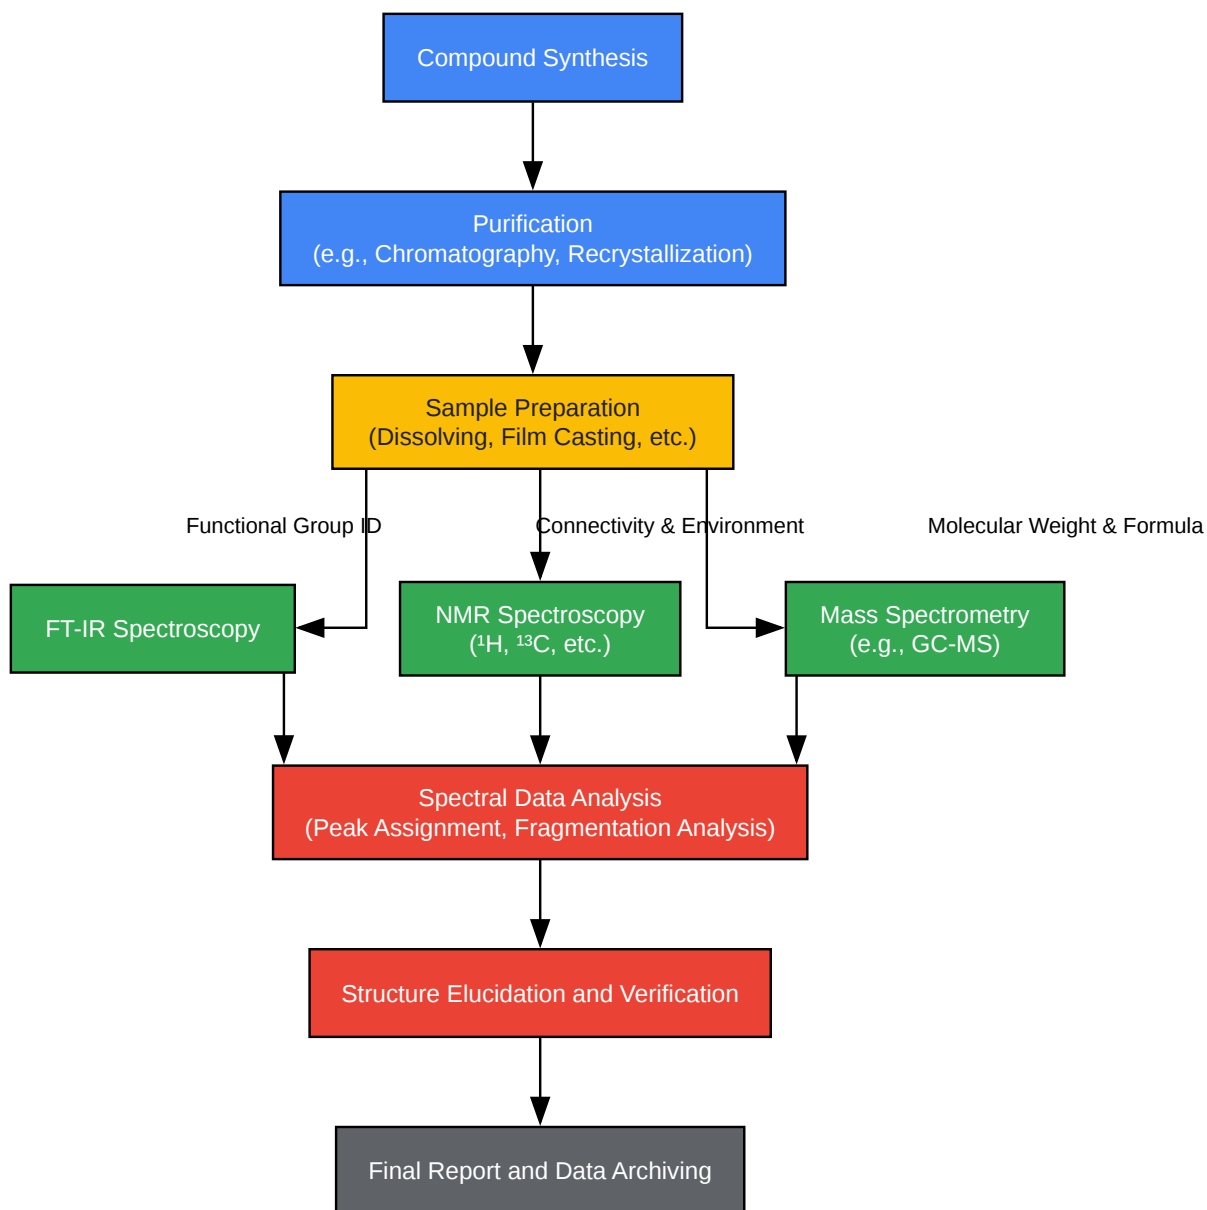 Compound Synthesis
Purification
(e.g., Chromatography, Recrystallization)
Sample Preparation
(Dissolving, Film Casting, etc.)
Functional Group ID
Connectivity & Environment
Molecular Weight & Formula
FT-IR Spectroscopy
NMR Spectroscopy
(¹H, ¹³C, etc.)
Mass Spectrometry
(e.g., GC-MS)
Spectral Data Analysis
(Peak Assignment, Fragmentation Analysis)
Structure Elucidation and Verification
Final Report and Data Archiving